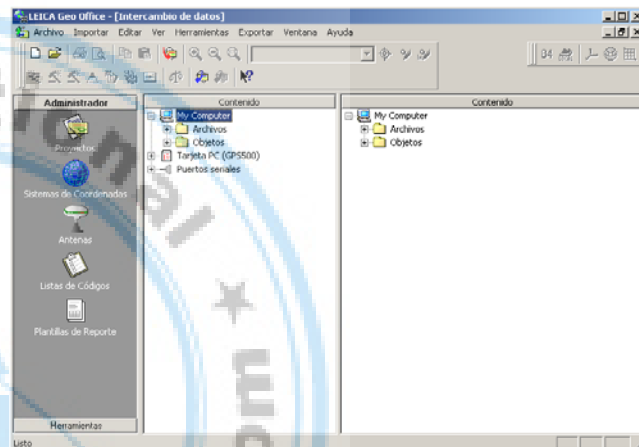 LEICA Geo Office - [Intercambio de datos]
Archivo Importar Editar Ver Herramientas Exportar Ventana Ayuda
Administrador
Proyectos
Sistemas de Coordenadas
Antenas
Listas de Códigos
Plantillas de Reporte
Herramientas
Contenido
My Computer
Archivos
Objetos
Tarjeta PC (GPS500)
Puertos seriales
Contenido
My Computer
Archivos
Objetos
Listo